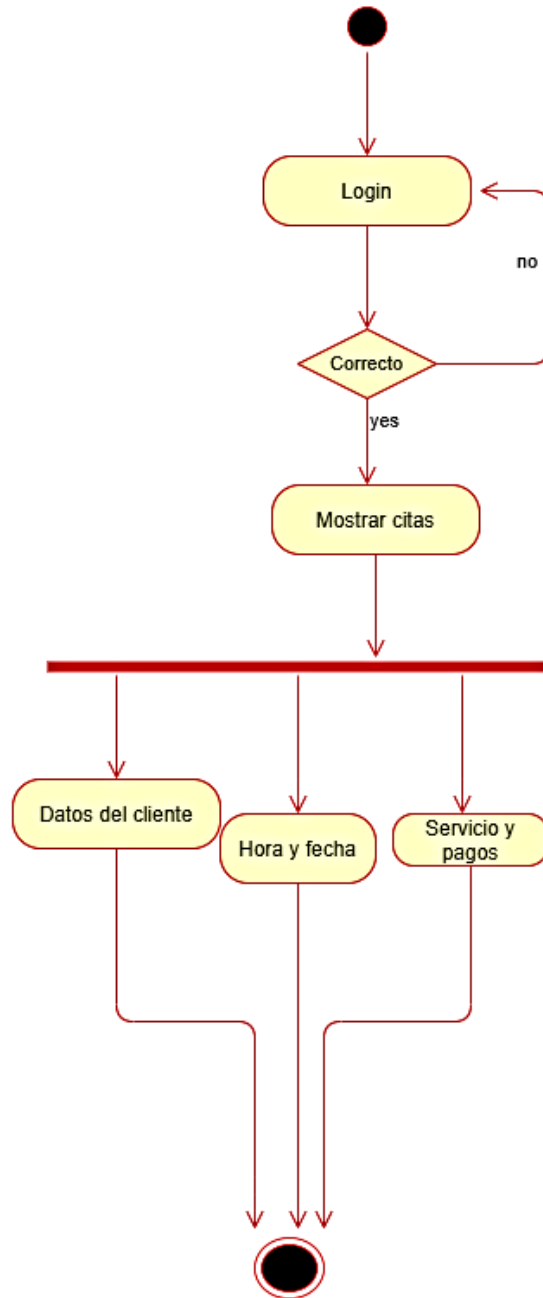 Login
no
Correcto
yes
Mostrar citas
Datos del cliente
Hora y fecha
Servicio y
pagos